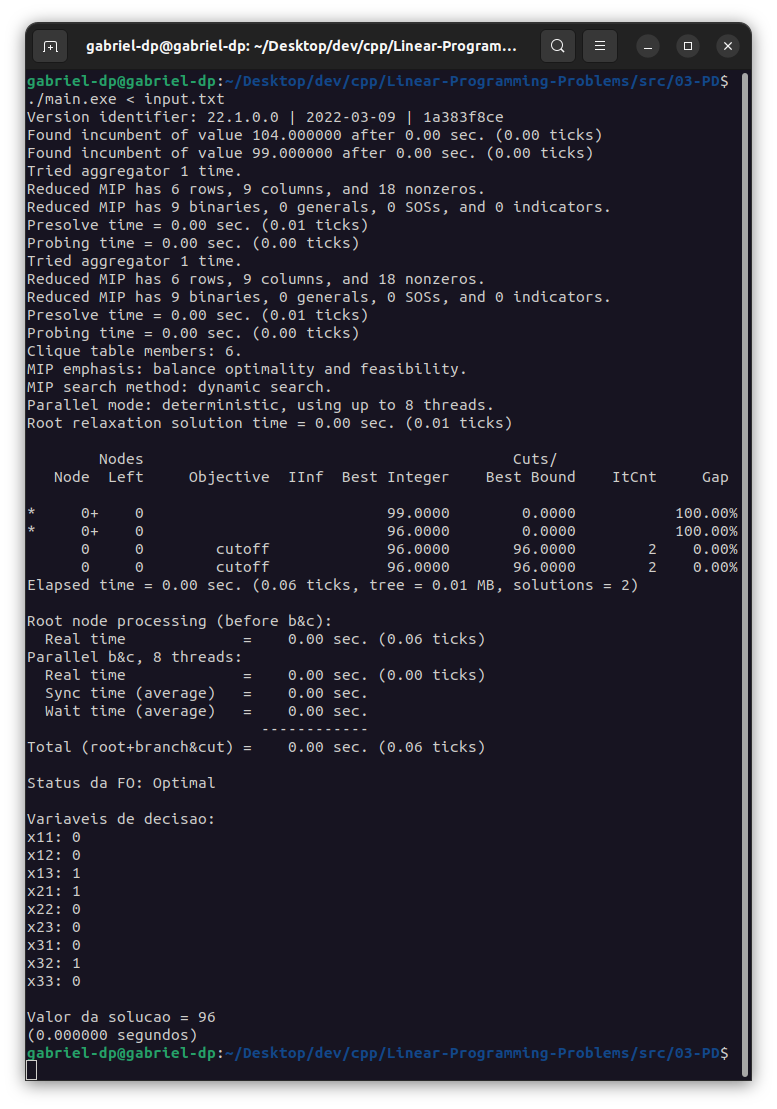 gabriel-dp@gabriel-dp: ~/Desktop/dev/cpp/Linear-Program...
gabriel-dp@gabriel-dp:~/Desktop/dev/cpp/Linear-Programming-Problems/src/03-PD$
./main.exe < input.txt
Version identifier: 22.1.0.0 | 2022-03-09 | 1a383f8ce
Found incumbent of value 104.000000 after 0.00 sec. (0.00 ticks)
Found incumbent of value 99.000000 after 0.00 sec. (0.00 ticks)
Tried aggregator 1 time.
Reduced MIP has 6 rows, 9 columns, and 18 nonzeros.
Reduced MIP has 9 binaries, 0 generals, 0 SOSs, and 0 indicators.
Presolve time = 0.00 sec. (0.01 ticks)
Probing time = 0.00 sec. (0.00 ticks)
Tried aggregator 1 time.
Reduced MIP has 6 rows, 9 columns, and 18 nonzeros.
Reduced MIP has 9 binaries, 0 generals, 0 SOSs, and 0 indicators.
Presolve time = 0.00 sec. (0.01 ticks)
Probing time = 0.00 sec. (0.00 ticks)
Clique table members: 6.
MIP emphasis: balance optimality and feasibility.
MIP search method: dynamic search.
Parallel mode: deterministic, using up to 8 threads.
Root relaxation solution time = 0.00 sec. (0.01 ticks)
        Nodes                                         Cuts/
   Node  Left     Objective  IInf  Best Integer    Best Bound    ItCnt     Gap
*     0+    0                           99.0000        0.0000           100.00%
*     0+    0                           96.0000        0.0000           100.00%
      0     0        cutoff             96.0000       96.0000        2    0.00%
      0     0        cutoff             96.0000       96.0000        2    0.00%
Elapsed time = 0.00 sec. (0.06 ticks, tree = 0.01 MB, solutions = 2)
Root node processing (before b&c):
  Real time             =    0.00 sec. (0.06 ticks)
Parallel b&c, 8 threads:
  Real time             =    0.00 sec. (0.00 ticks)
  Sync time (average)   =    0.00 sec.
  Wait time (average)   =    0.00 sec.
                          ------------
Total (root+branch&cut) =    0.00 sec. (0.06 ticks)
Status da FO: Optimal
Variaveis de decisao:
x11: 0
x12: 0
x13: 1
x21: 1
x22: 0
x23: 0
x31: 0
x32: 1
x33: 0
Valor da solucao = 96
(0.000000 segundos)
gabriel-dp@gabriel-dp:~/Desktop/dev/cpp/Linear-Programming-Problems/src/03-PD$